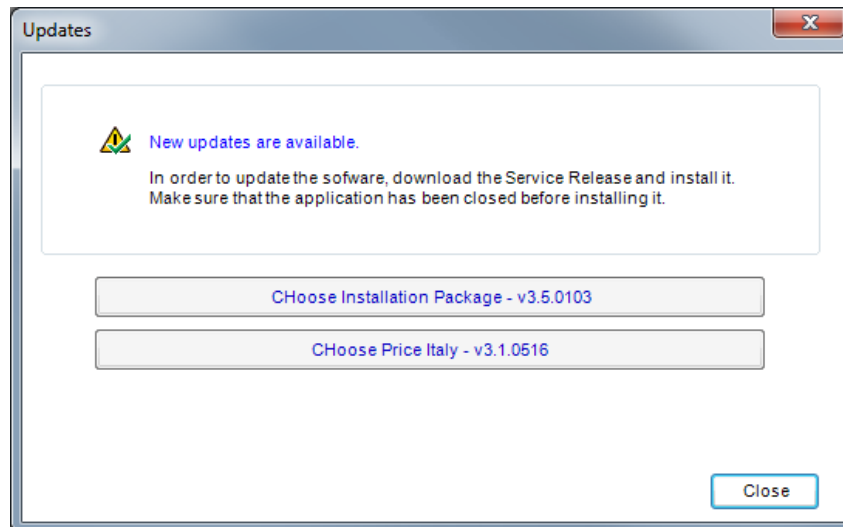 Updates
New updates are available.
In order to update the sofware, download the Service Release and install it.
Make sure that the application has been closed before installing it.
CHoose Installation Package - v3.5.0103
CHoose Price Italy - v3.1.0516
Close